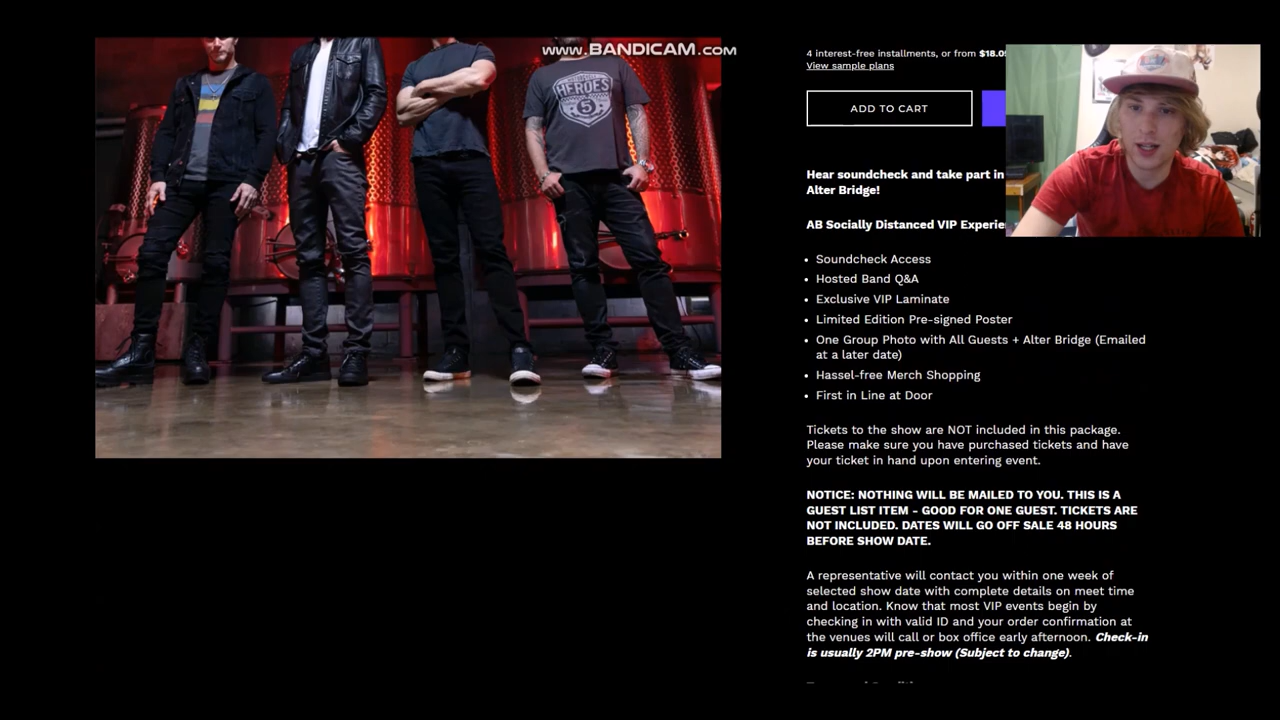 www.BANDICAM.com
HEROES
5
4 interest-free installments, or from $18.0
View sample plans
ADD TO CART
Hear soundcheck and take part in
Alter Bridge!
AB Socially Distanced VIP
Soundcheck Access
Hosted Band Q&A
Exclusive VIP Laminate
Limited Edition Pre-signed Poster
One Group Photo with All Guests + Alter Bridge (Emailed
at a later date)
Hassel-free Merch Shopping
First in Line at Door
Tickets to the show are NOT included in this package.
Please make sure you have purchased tickets and have
your ticket in hand upon entering event.
NOTICE: NOTHING WILL BE MAILED TO YOU. THIS IS A
GUEST LIST ITEM - GOOD FOR ONE GUEST. TICKETS ARE
NOT INCLUDED. DATES WILL GO OFF SALE 48 HOURS
BEFORE SHOW DATE.
A representative will contact you within one week of
selected show date with complete details on meet time
and location. Know that most VIP events begin by
checking in with valid ID and your order confirmation at
the venues will call or box office early afternoon. Check-in
is usually 2PM pre-show (Subject to change).